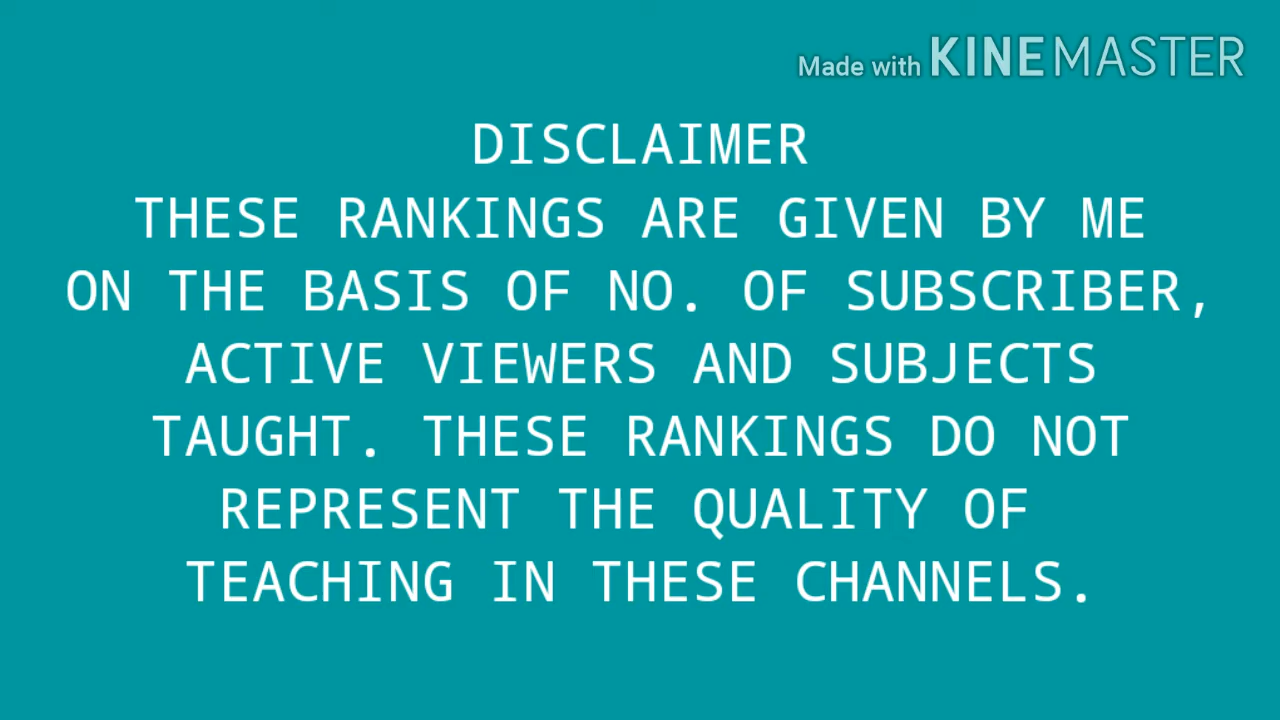 Made with KINEMASTER
DISCLAIMER
THESE RANKINGS ARE GIVEN BY ME
ON THE BASIS OF NO. OF SUBSCRIBER,
ACTIVE VIEWERS AND SUBJECTS
TAUGHT. THESE RANKINGS DO NOT
REPRESENT THE QUALITY OF
TEACHING IN THESE CHANNELS.